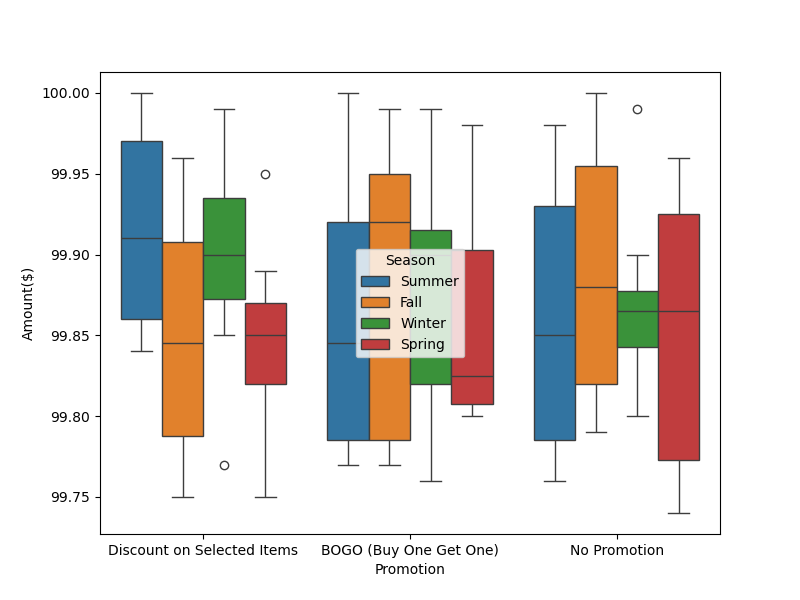 100.00
99.95
99.90
99.85
99.80
99.75
Amount($)
Season
Summer
Fall
Winter
Spring
Discount on Selected Items
BOGO (Buy One Get One)
No Promotion
Promotion